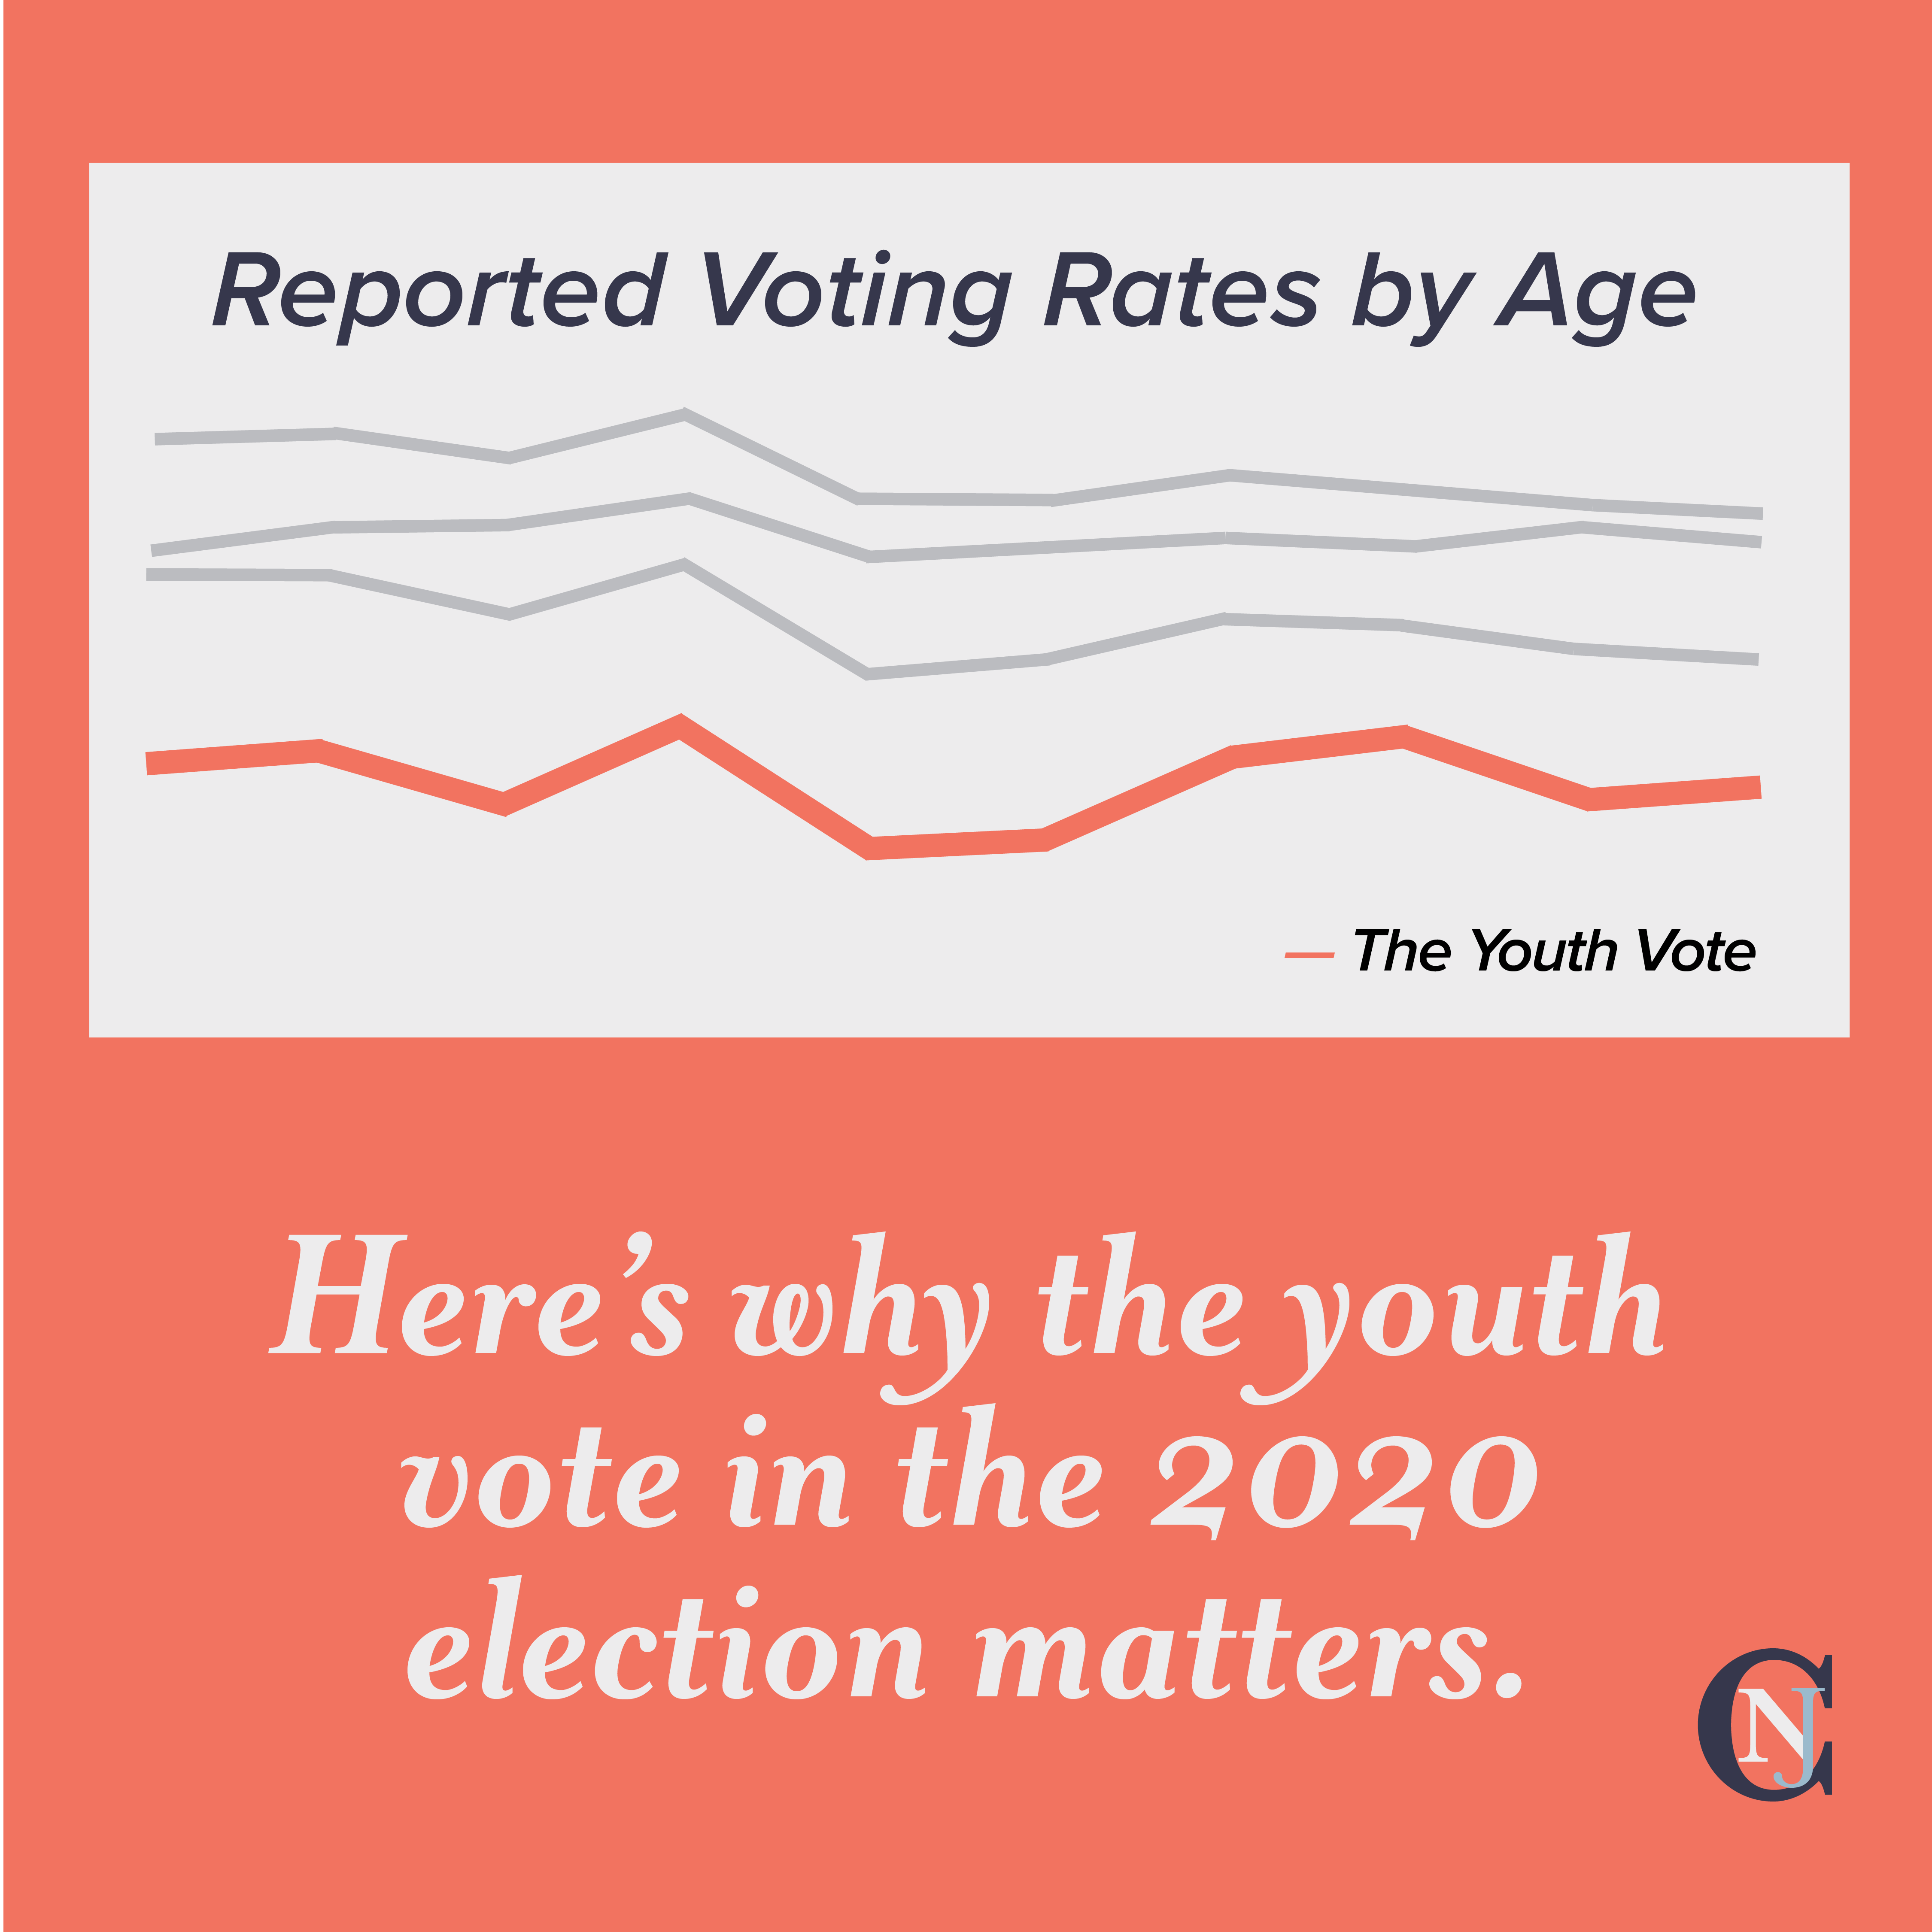 Reported Voting Rates by Age
The Youth Vote
Here’s why the youth
vote in the 2020
election matters.
CNJ